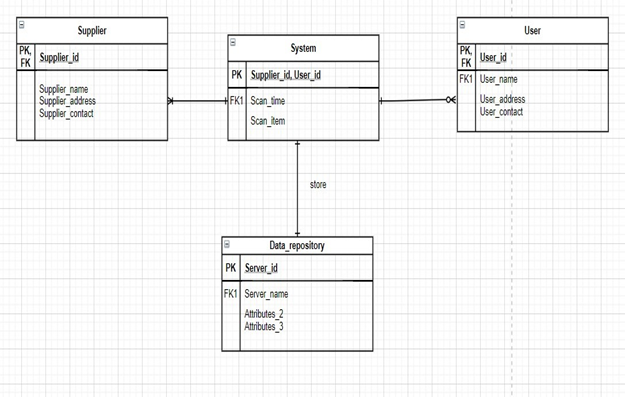 Supplier
PK, FK Supplier_id
Supplier_name
Supplier_address
Supplier_contact
System
PK Supplier_id, User_id
FK1 Scan_time
Scan_item
User
PK, FK User_id
FK1 User_name
User_address
User_contact
store
Data_repository
PK Server_id
FK1 Server_name
Attributes_2
Attributes_3